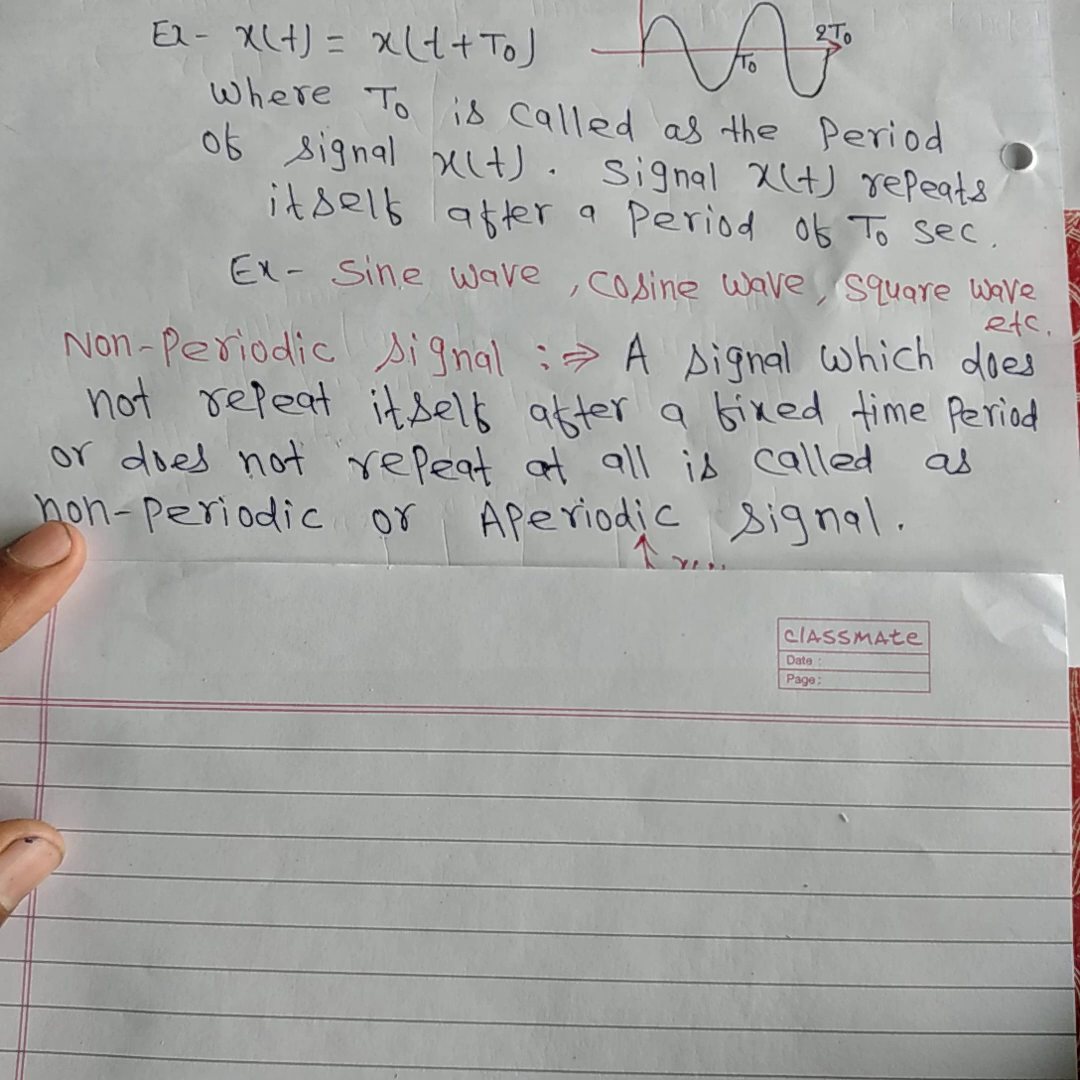 Ex- x(t) = x(t+T₀)
T₀
2T₀
Where T₀ is called as the Period
of signal x(t). Signal x(t) repeats
itself after a Period of T₀ sec.
Ex- Sine wave, cosine wave, square wave
etc.
Non-Periodic signal :⇒ A signal which does
not repeat itself after a fixed time Period
or does not repeat at all is called as
non-Periodic or APeriodic signal.
CLASSMATE
Date :
Page :